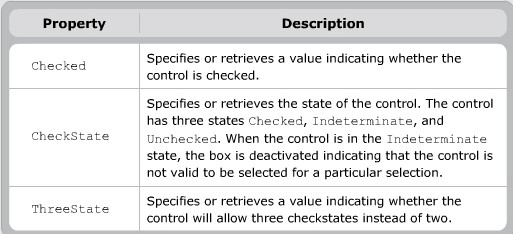 Property Description
Checked
Specifies or retrieves a value indicating whether the
control is checked.
CheckState
Specifies or retrieves the state of the control. The control
has three states Checked, Indeterminate, and
Unchecked. When the control is in the Indeterminate
state, the box is deactivated indicating that the control is
not valid to be selected for a particular selection.
ThreeState
Specifies or retrieves a value indicating whether the
control will allow three checkstates instead of two.